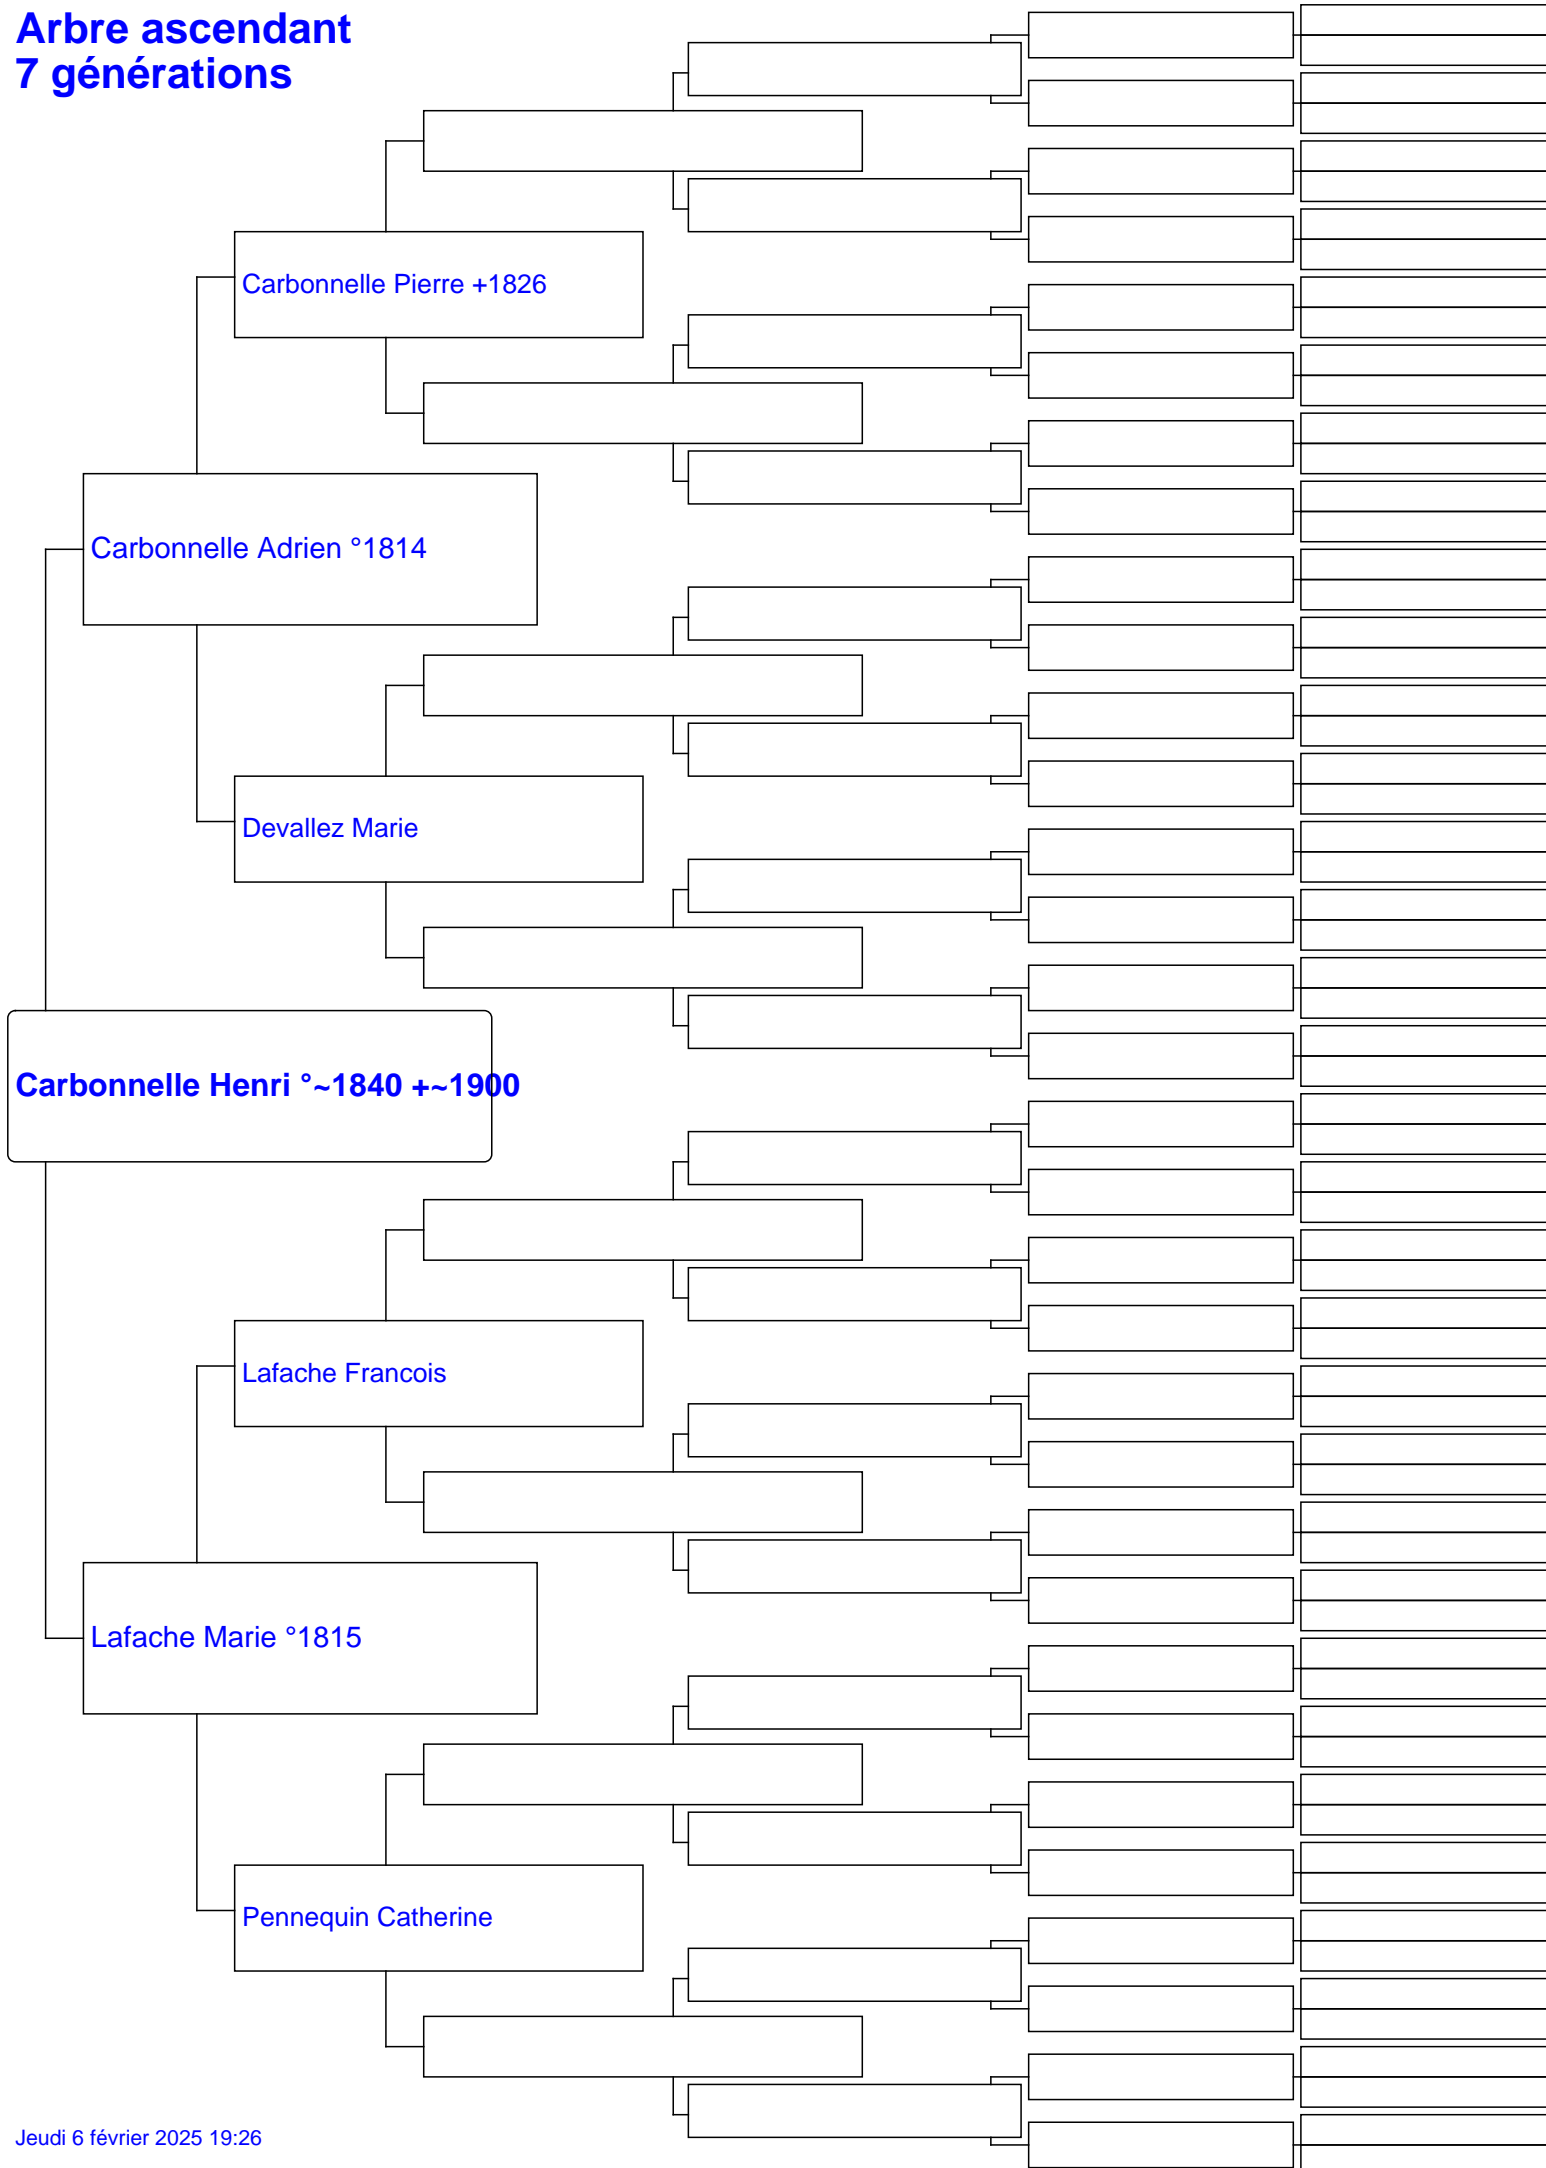 Arbre ascendant
7 générations
Carbonnelle Pierre +1826
Carbonnelle Adrien °1814
Devallez Marie
Carbonnelle Henri °~1840 +~1900
Lafache Francois
Lafache Marie °1815
Pennequin Catherine
Jeudi 6 février 2025 19:26